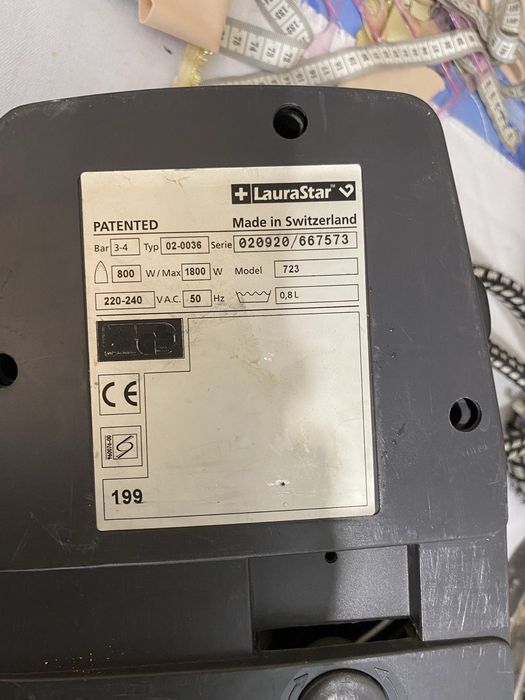 + LauraStar™
PATENTED Made in Switzerland
Bar 3-4 Typ 02-0036 Serie 020920/667573
800 W/Max 1800 W Model 723
220-240 V.A.C. 50 Hz 0,8 L
CE
199